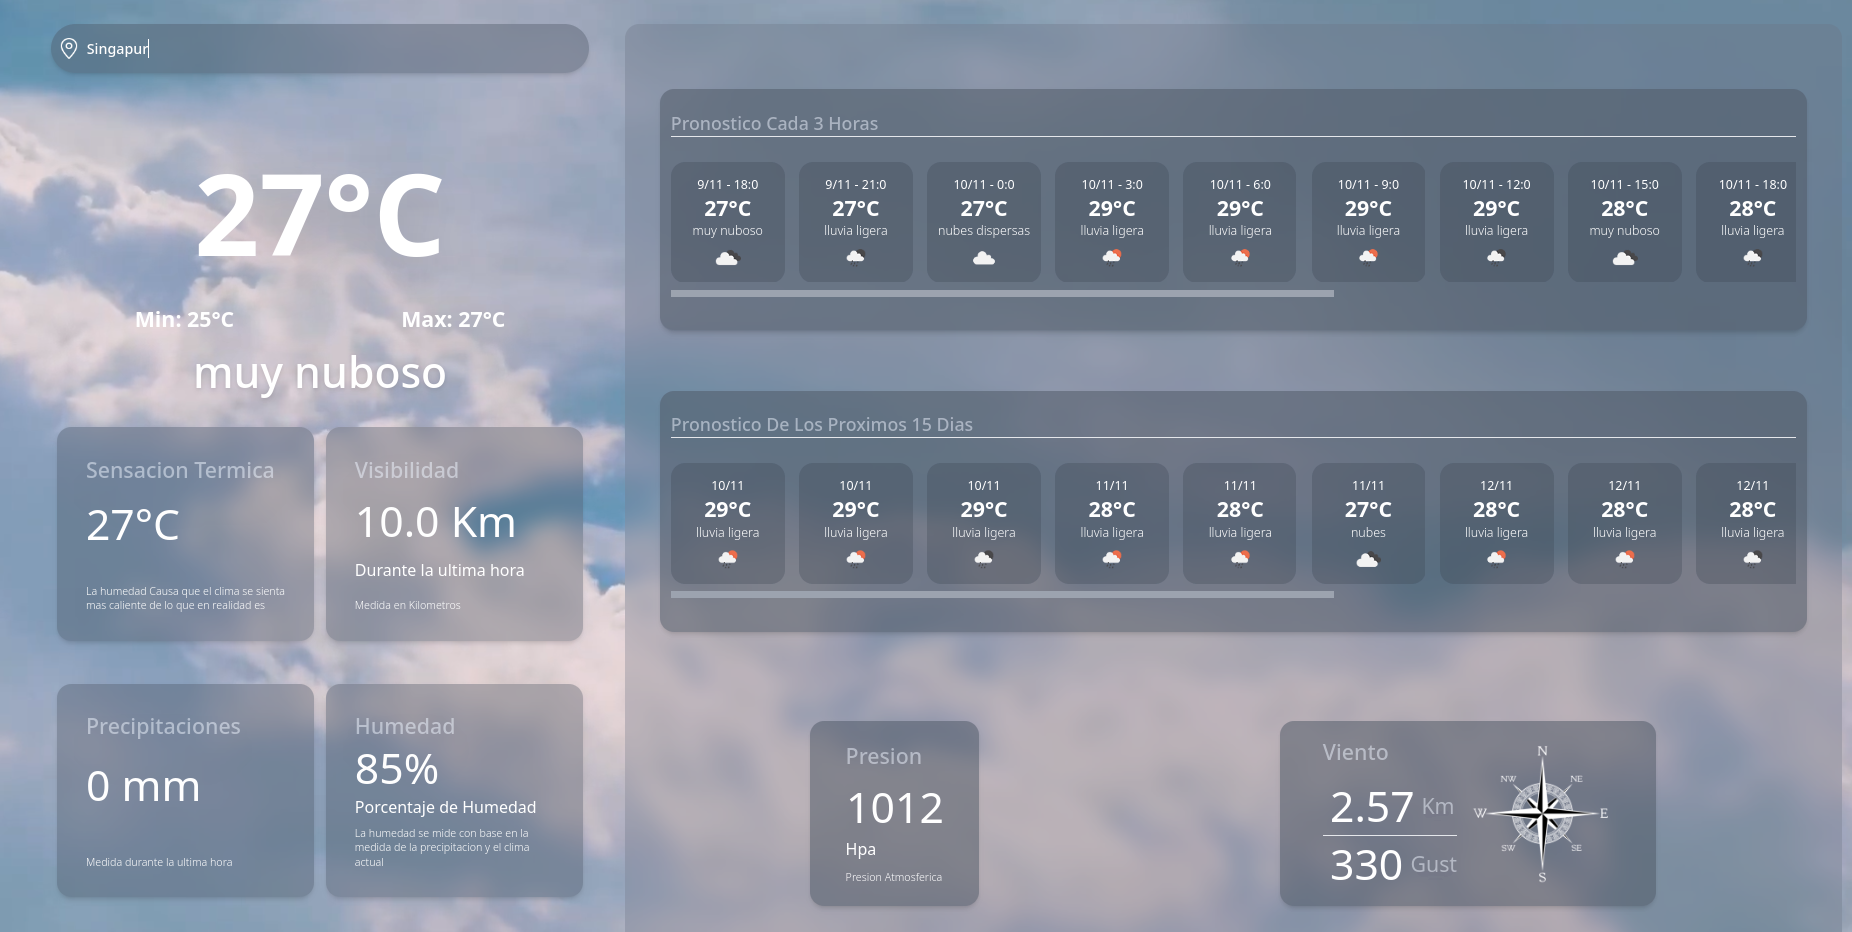 Singapur
27°C
Min: 25°C Max: 27°C
muy nuboso
Sensacion Termica
27°C
La humedad Causa que el clima se sienta
mas caliente de lo que en realidad es
Visibilidad
10.0 Km
Durante la ultima hora
Medida en Kilometros
Precipitaciones
0 mm
Medida durante la ultima hora
Humedad
85%
Porcentaje de Humedad
La humedad se mide con base en la
medida de la precipitacion y el clima
actual
Pronostico Cada 3 Horas
9/11 - 18:0 9/11 - 21:0 10/11 - 0:0 10/11 - 3:0 10/11 - 6:0 10/11 - 9:0 10/11 - 12:0 10/11 - 15:0 10/11 - 18:0
27°C 27°C 27°C 29°C 29°C 29°C 29°C 28°C 28°C
muy nuboso lluvia ligera nubes dispersas lluvia ligera lluvia ligera lluvia ligera lluvia ligera muy nuboso lluvia ligera
Pronostico De Los Proximos 15 Dias
10/11 10/11 10/11 11/11 11/11 11/11 12/11 12/11 12/11
29°C 29°C 29°C 28°C 28°C 27°C 28°C 28°C 28°C
lluvia ligera lluvia ligera lluvia ligera lluvia ligera lluvia ligera nubes lluvia ligera lluvia ligera lluvia ligera
Presion
1012
Hpa
Presion Atmosferica
Viento
2.57 Km
330 Gust
N
NW NE
W E
SW SE
S